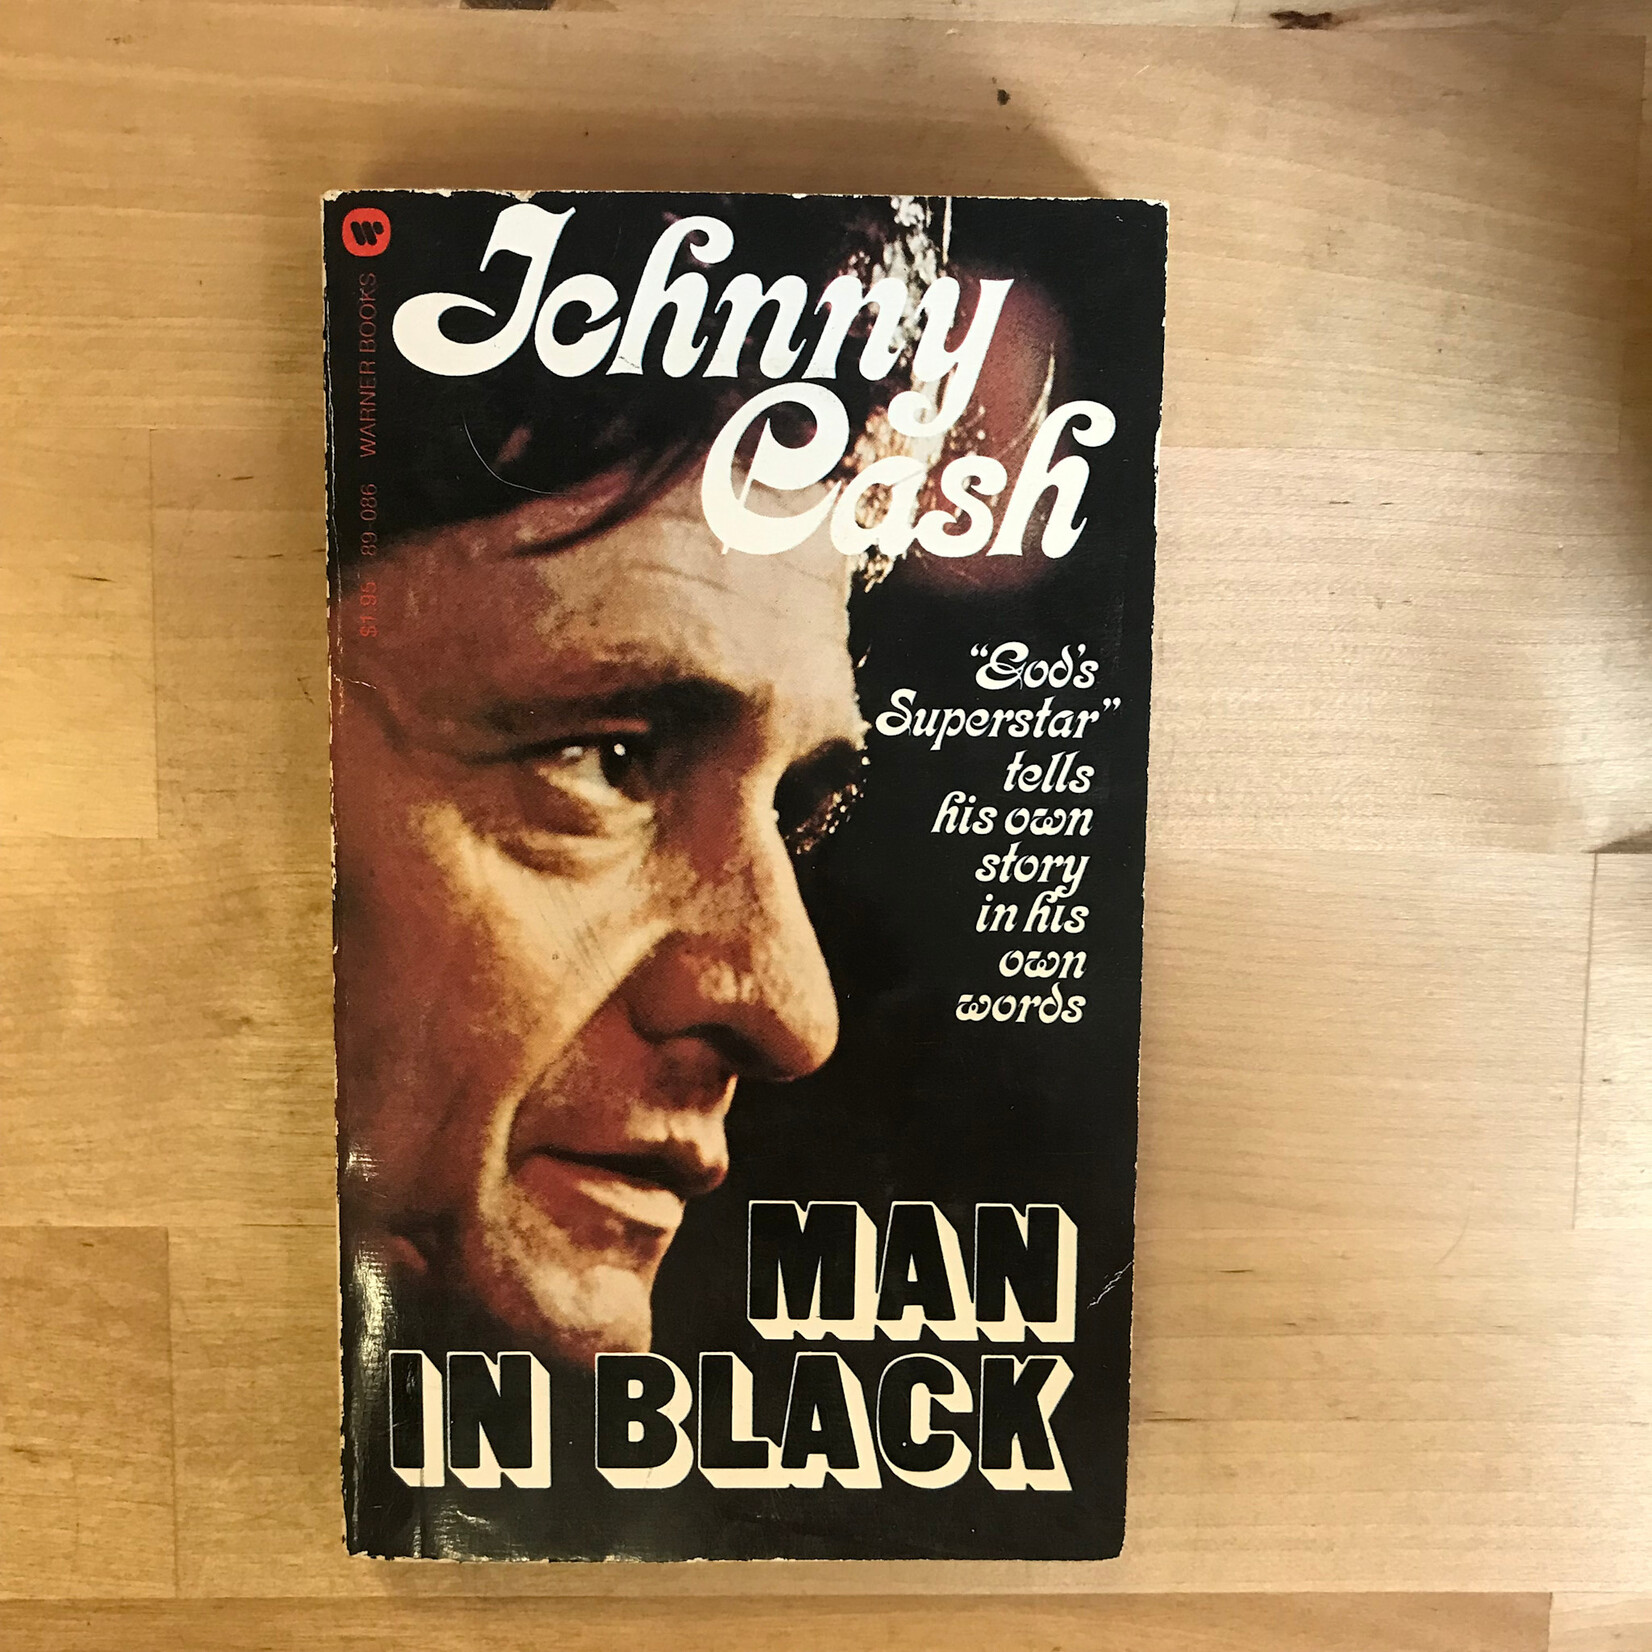 Johnny
Cash
$1.95 89-086 WARNER BOOKS
"God's
Superstar"
tells
his own
story
in his
own
words
MAN
IN BLACK